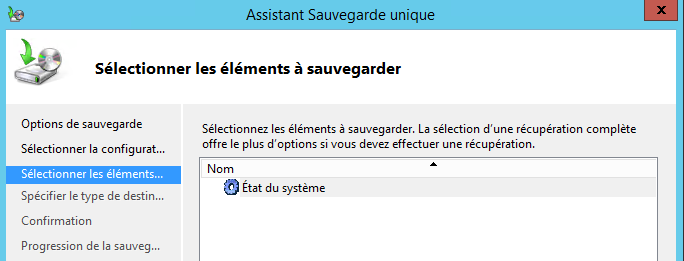 Assistant Sauvegarde unique
x
Sélectionner les éléments à sauvegarder
Options de sauvegarde
Sélectionner la configurat...
Sélectionner les éléments...
Spécifier le type de destin...
Confirmation
Progression de la sauveg...
Sélectionnez les éléments à sauvegarder. La sélection d'une récupération complète
offre le plus d'options si vous devez effectuer une récupération.
Nom
État du système